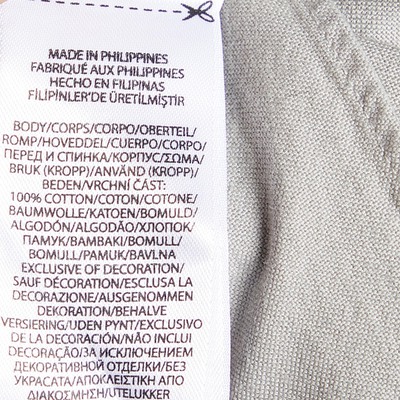 MADE IN PHILIPPINES
FABRIQUÉ AUX PHILIPPINES
HECHO EN FILIPINAS
FİLİPİNLER'DE ÜRETİLMİŞTİR
BODY/CORPS/CORPO/OBERTEIL/
ROMP/HOVEDDEL/CUERPO/CORPO/
ПЕРЕД И СПИНКА/КОРПУС/ΣΩΜΑ/
BRUK (KROPP)/ANVÄND (KROPP)/
BEDEN/VRCHNÍ ČÁST:
100% COTTON/COTON/COTONE/
BAUMWOLLE/KATOEN/BOMULD/
ALGODÓN/ALGODÃO/ХЛОПОК/
ПАМУК/ΒΑΜΒΑΚΙ/BOMULL/
BOMULL/PAMUK/BAVLNA
EXCLUSIVE OF DECORATION/
SAUF DÉCORATION/ESCLUSA LA
DECORAZIONE/AUSGENOMMEN
DEKORATION/BEHALVE
VERSIERING/UDEN PYNT/EXCLUSIVO
DE LA DECORACIÓN/NÃO INCLUI
DECORAÇÃO/ЗА ИСКЛЮЧЕНИЕМ
ДЕКОРАТИВНОЙ ОТДЕЛКИ/БЕЗ
УКРАСАТА/ΑΠΟΚΛΕΙΣΤΙΚΗ ΑΠΟ
ΔΙΑΚΟΣΜΗΣΗ/UTELUKKER